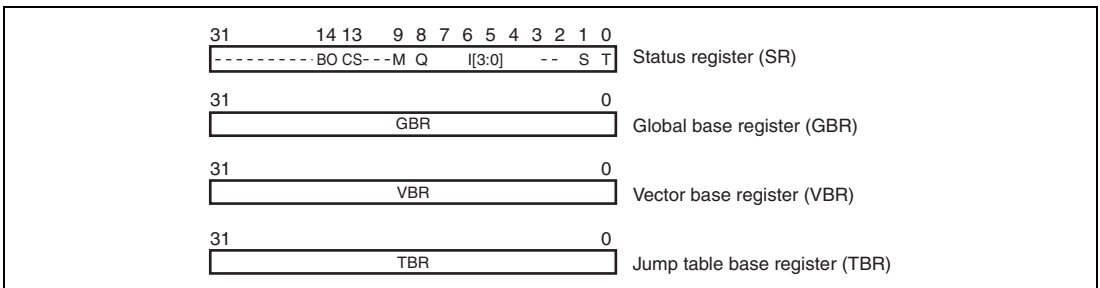 31 14 13 9 8 7 6 5 4 3 2 1 0
- - - - - - - - - - BO CS - - - M Q I[3:0] - - S T Status register (SR)
31 0
GBR Global base register (GBR)
31 0
VBR Vector base register (VBR)
31 0
TBR Jump table base register (TBR)